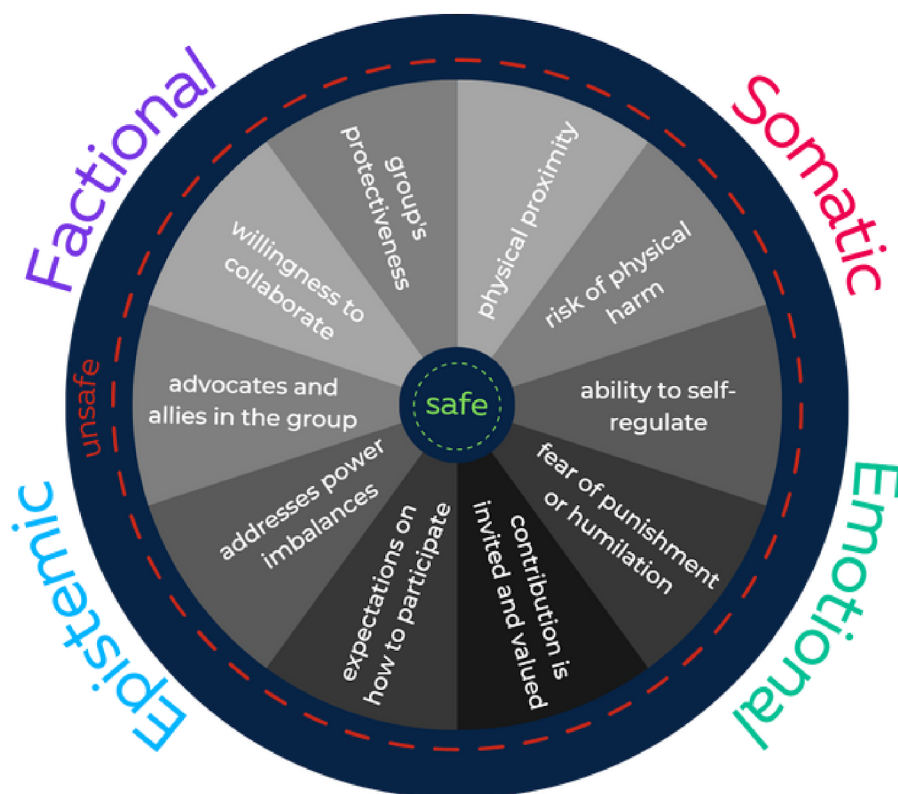 Factional
Somatic
group's
protectiveness
physical proximity
willingness to
collaborate
risk of physical
harm
unsafe
advocates and
allies in the group
safe
ability to self-
regulate
addresses power
imbalances
fear of punishment
or humilation
expectations on
how to participate
contribution is
invited and valued
Epistemic
Emotional